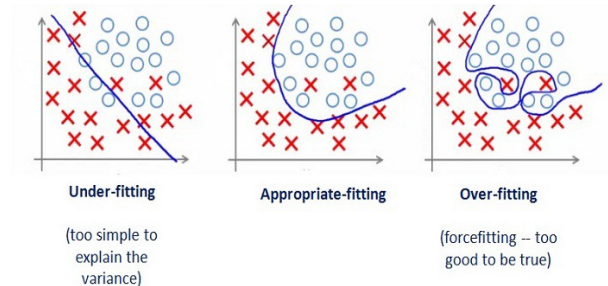 Under-fitting
Appropriate-fitting
Over-fitting
(too simple to
explain the
variance)
(forcefitting -- too
good to be true)